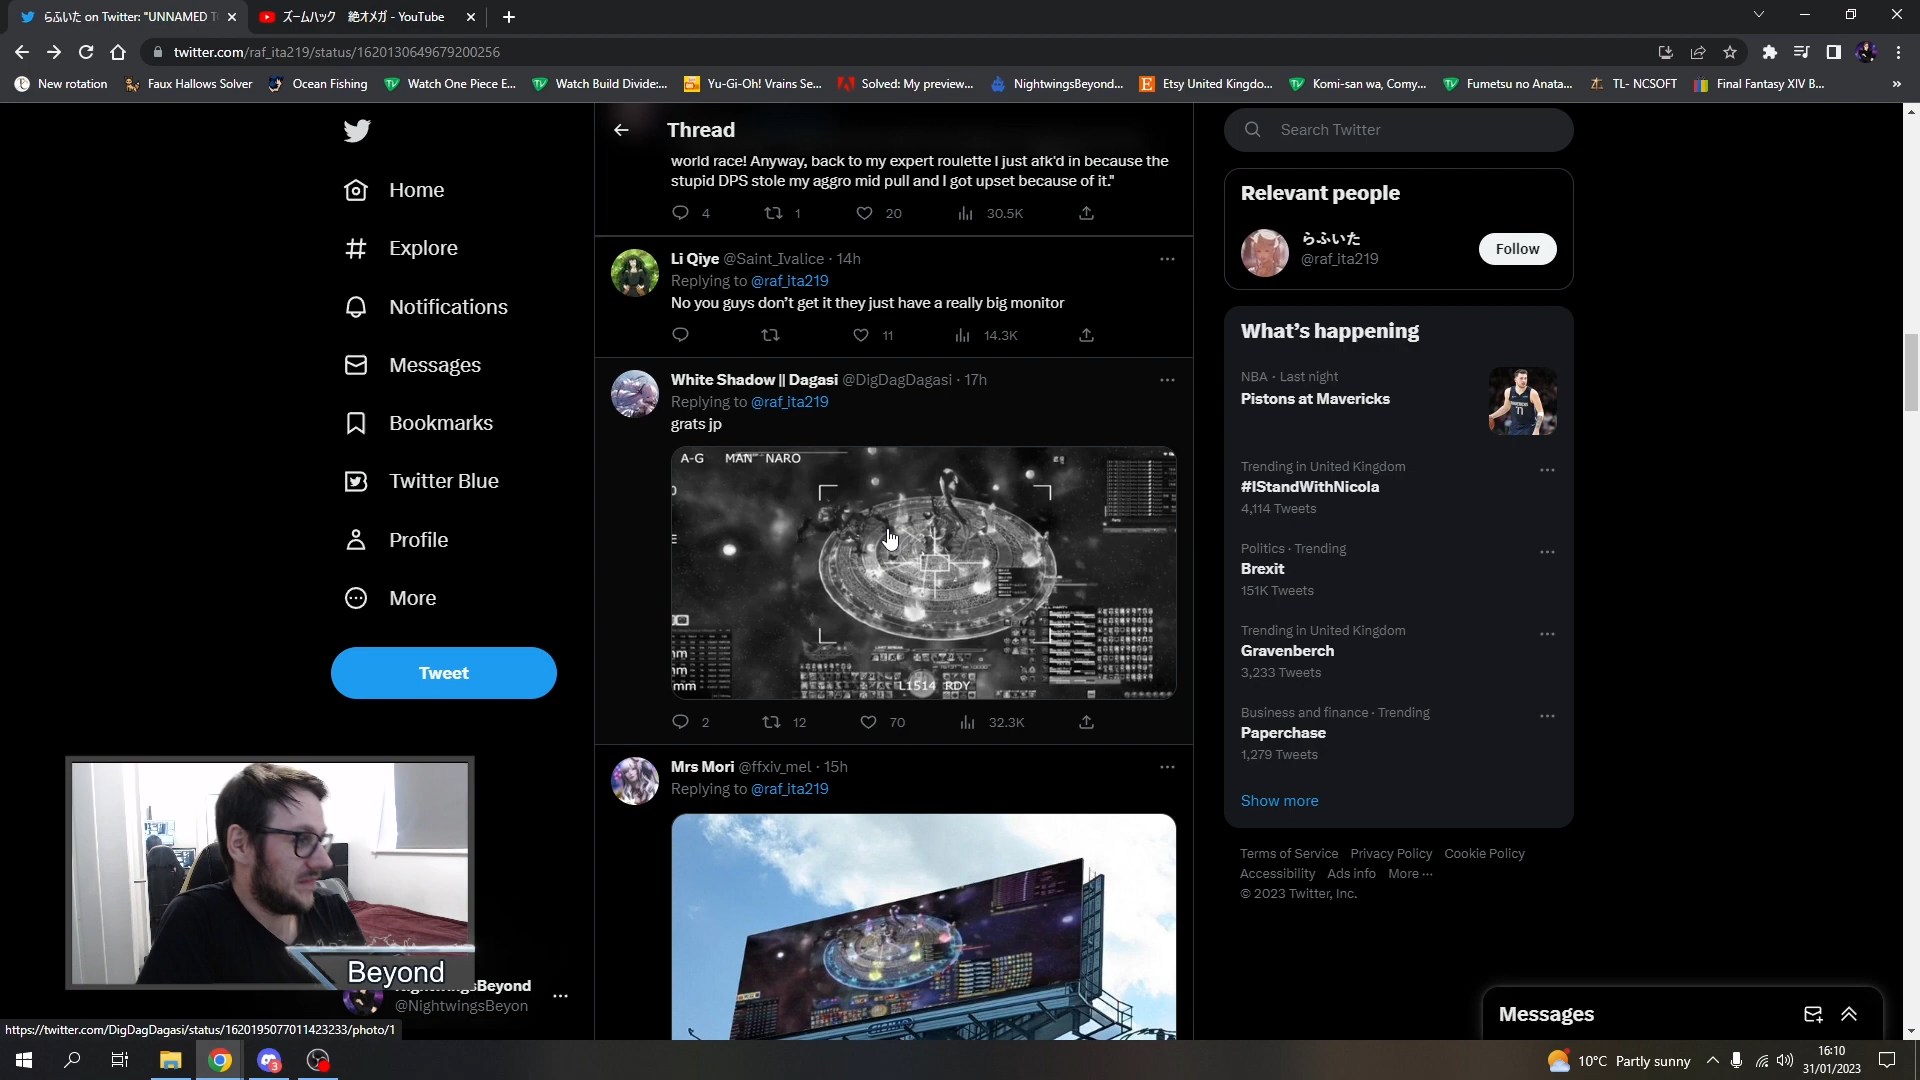 らふいた on Twitter: "UNNAMED T
ズームハック 絶オメガ - YouTube
twitter.com/raf_ita219/status/1620130649679200256
New rotation
Faux Hallows Solver
Ocean Fishing
Watch One Piece E...
Watch Build Divide:...
Yu-Gi-Oh! Vrains Se...
Solved: My preview...
NightwingsBeyond...
Etsy United Kingdo...
Komi-san wa, Comy...
Fumetsu no Anata...
TL- NCSOFT
Final Fantasy XIV B...
Home
Explore
Notifications
Messages
Bookmarks
Twitter Blue
Profile
More
Tweet
Beyond
Beyond
@NightwingsBeyon
https://twitter.com/DigDagDagasi/status/1620195077011423233/photo/1
Thread
world race! Anyway, back to my expert roulette I just afk'd in because the
stupid DPS stole my aggro mid pull and I got upset because of it."
4 1 20 30.5K
Li Qiye @Saint_Ivalice · 14h
Replying to @raf_ita219
No you guys don't get it they just have a really big monitor
11 14.3K
White Shadow || Dagasi @DigDagDagasi · 17h
Replying to @raf_ita219
grats jp
A-G MAN NARO
L1514 RDY
2 12 70 32.3K
Mrs Mori @ffxiv_mel · 15h
Replying to @raf_ita219
Search Twitter
Relevant people
らふいた
@raf_ita219
Follow
What's happening
NBA · Last night
Pistons at Mavericks
Trending in United Kingdom
#IStandWithNicola
4,114 Tweets
Politics · Trending
Brexit
151K Tweets
Trending in United Kingdom
Gravenberch
3,233 Tweets
Business and finance · Trending
Paperchase
1,279 Tweets
Show more
Terms of Service Privacy Policy Cookie Policy
Accessibility Ads info More ···
© 2023 Twitter, Inc.
Messages
10°C Partly sunny
16:10
31/01/2023